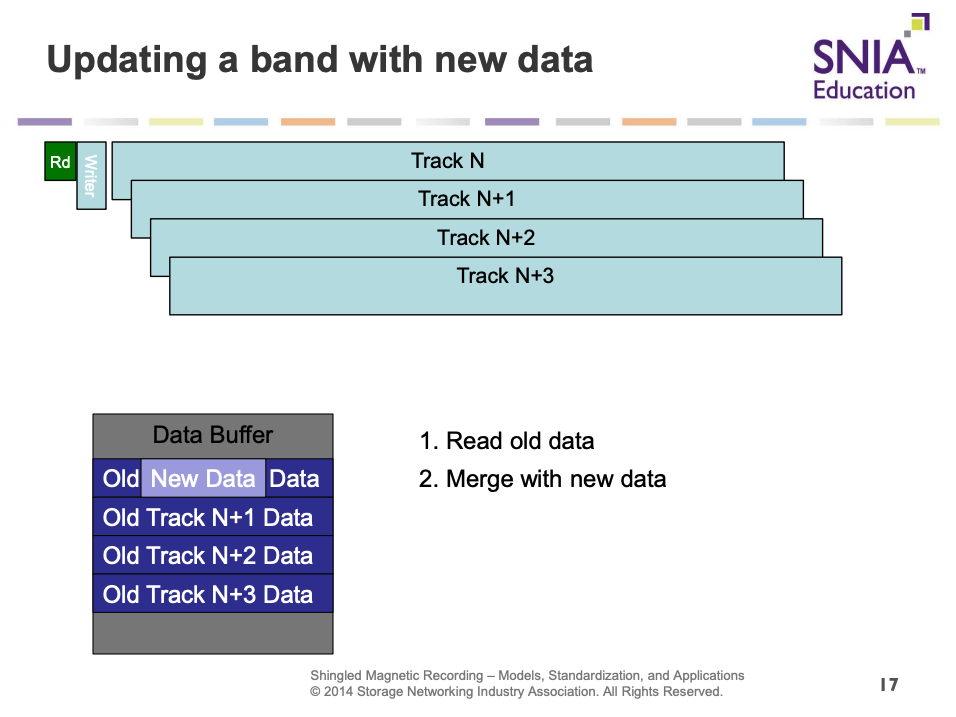 Updating a band with new data
SNIA™
Education
Rd
Writer
Track N
Track N+1
Track N+2
Track N+3
Data Buffer
Old New Data Data
Old Track N+1 Data
Old Track N+2 Data
Old Track N+3 Data
1. Read old data
2. Merge with new data
Shingled Magnetic Recording – Models, Standardization, and Applications
© 2014 Storage Networking Industry Association. All Rights Reserved.
17